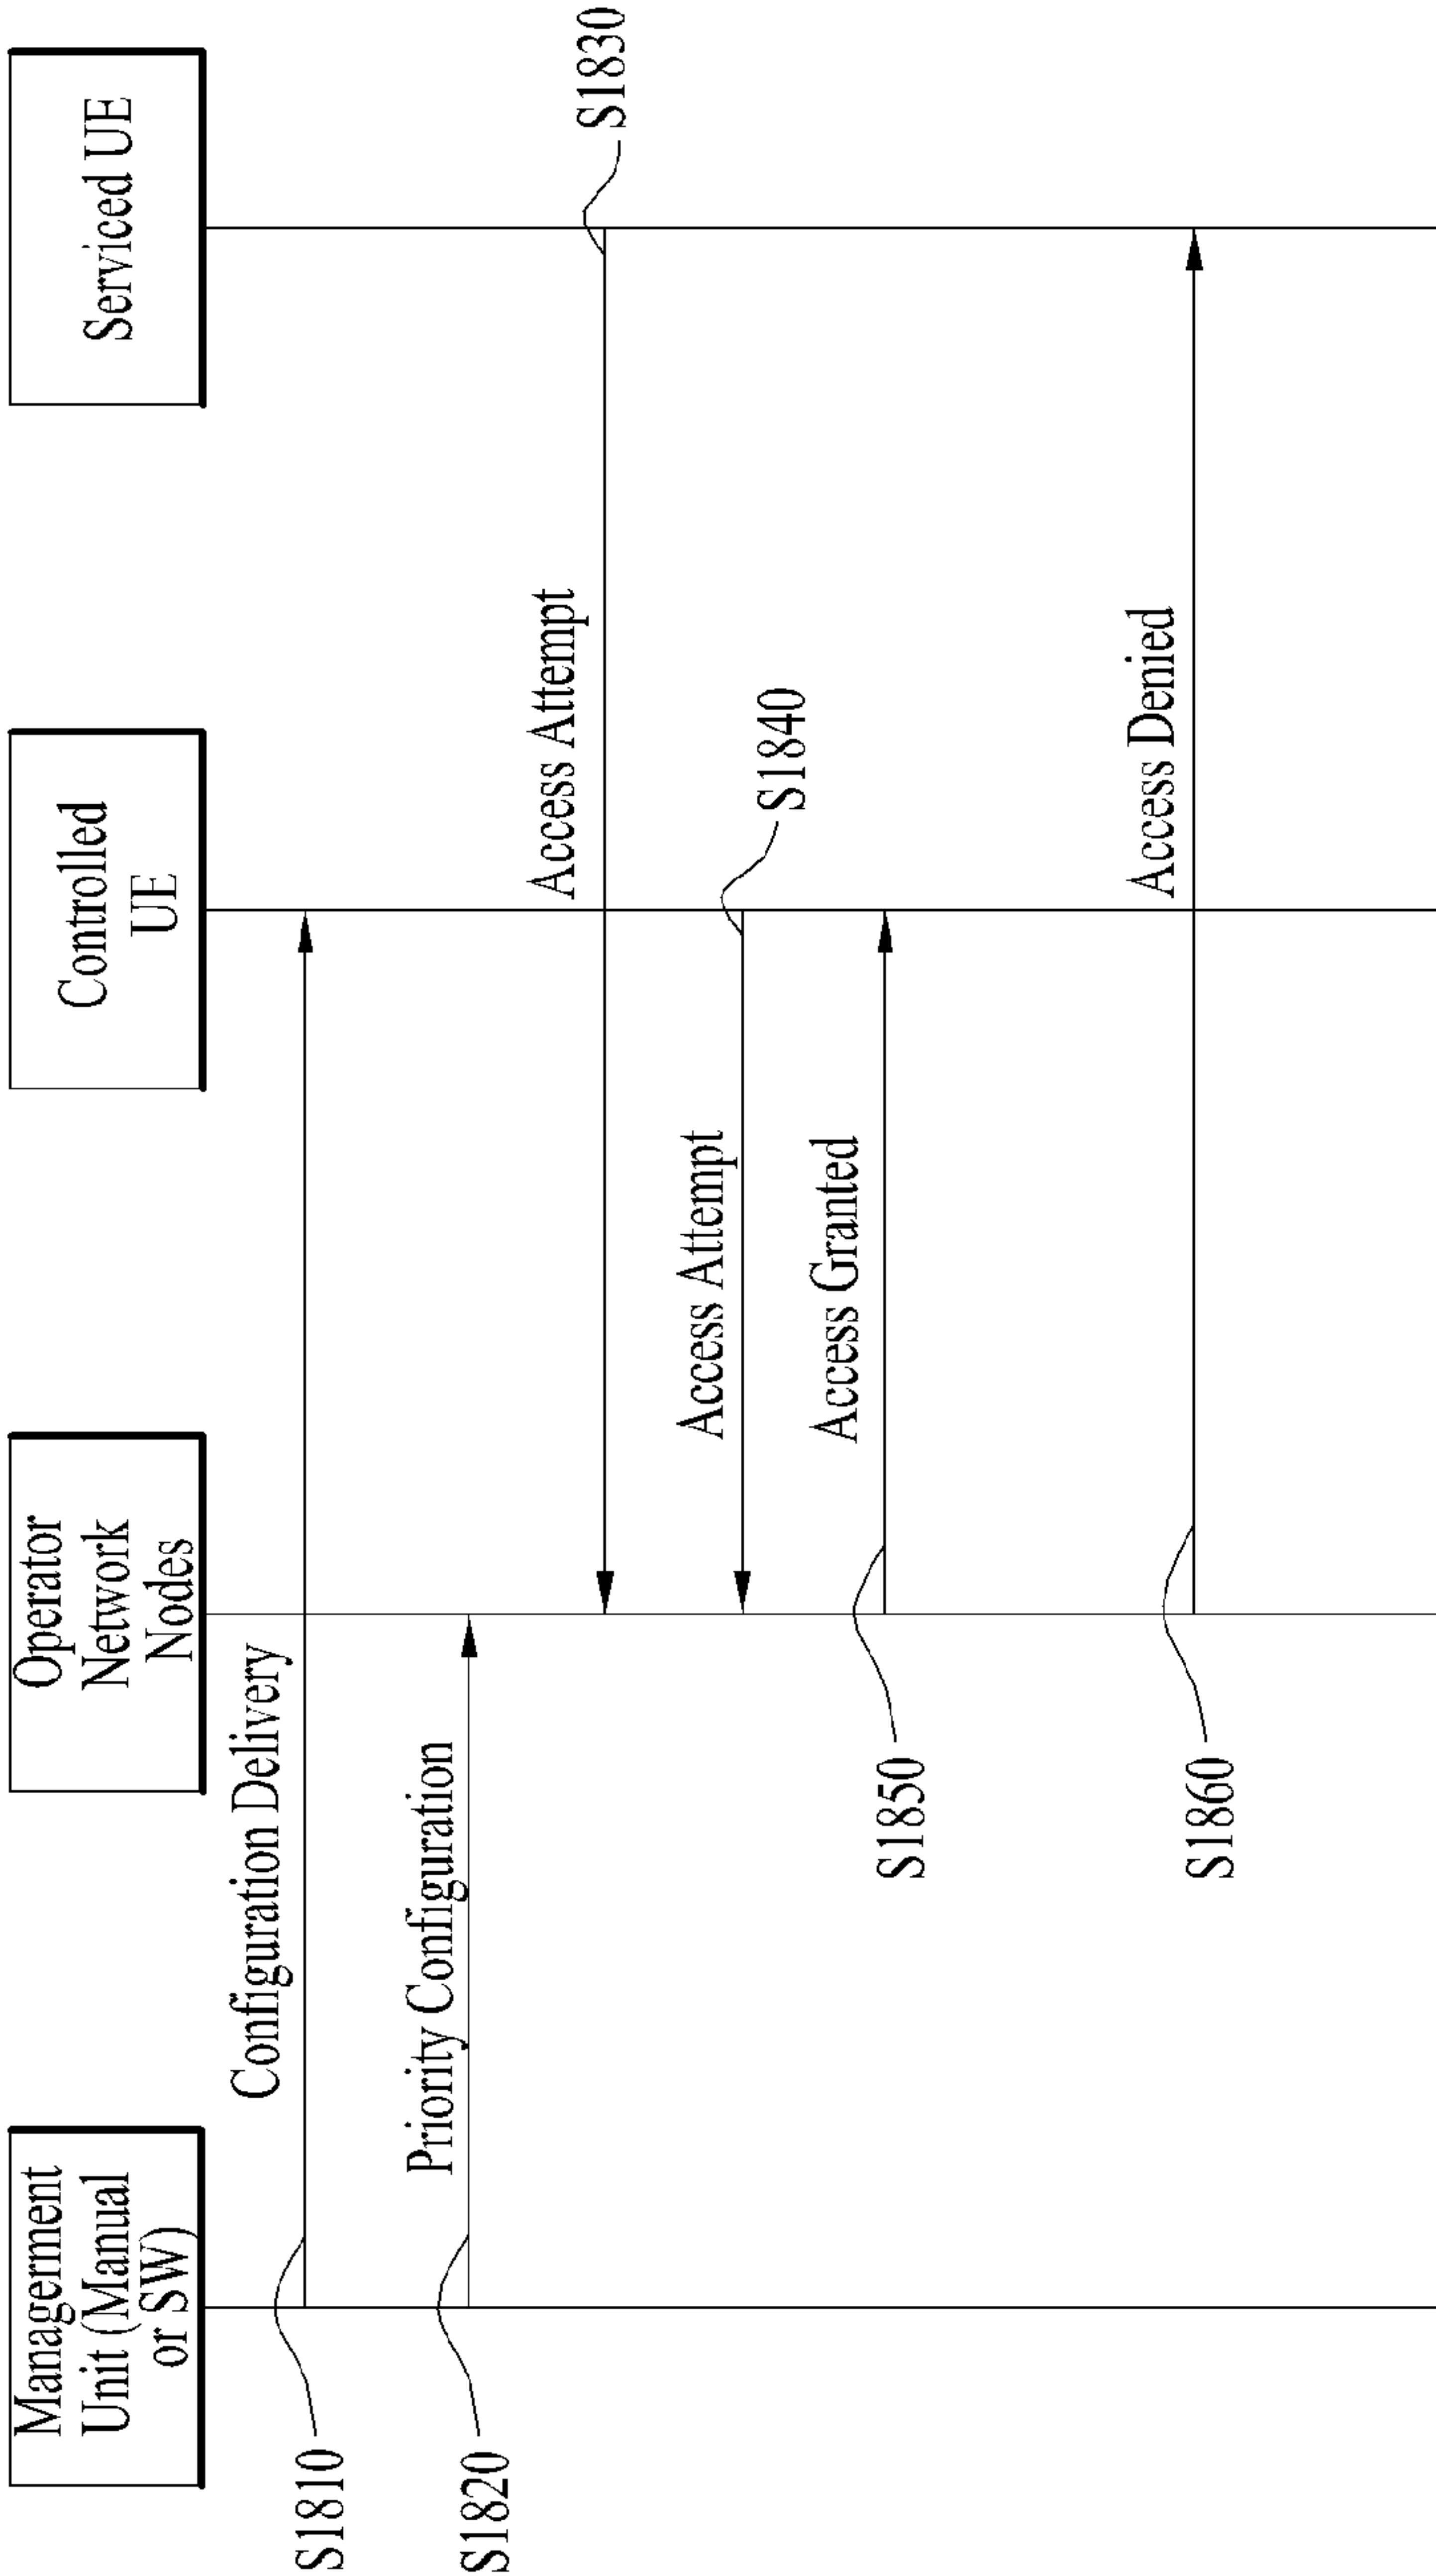 Managerment
Unit (Manual
or SW)
Operator
Network
Nodes
Controlled
UE
Serviced UE
S1810
Configuration Delivery
S1820
Priority Configuration
Access Attempt
S1830
Access Attempt
S1840
S1850
Access Granted
S1860
Access Denied